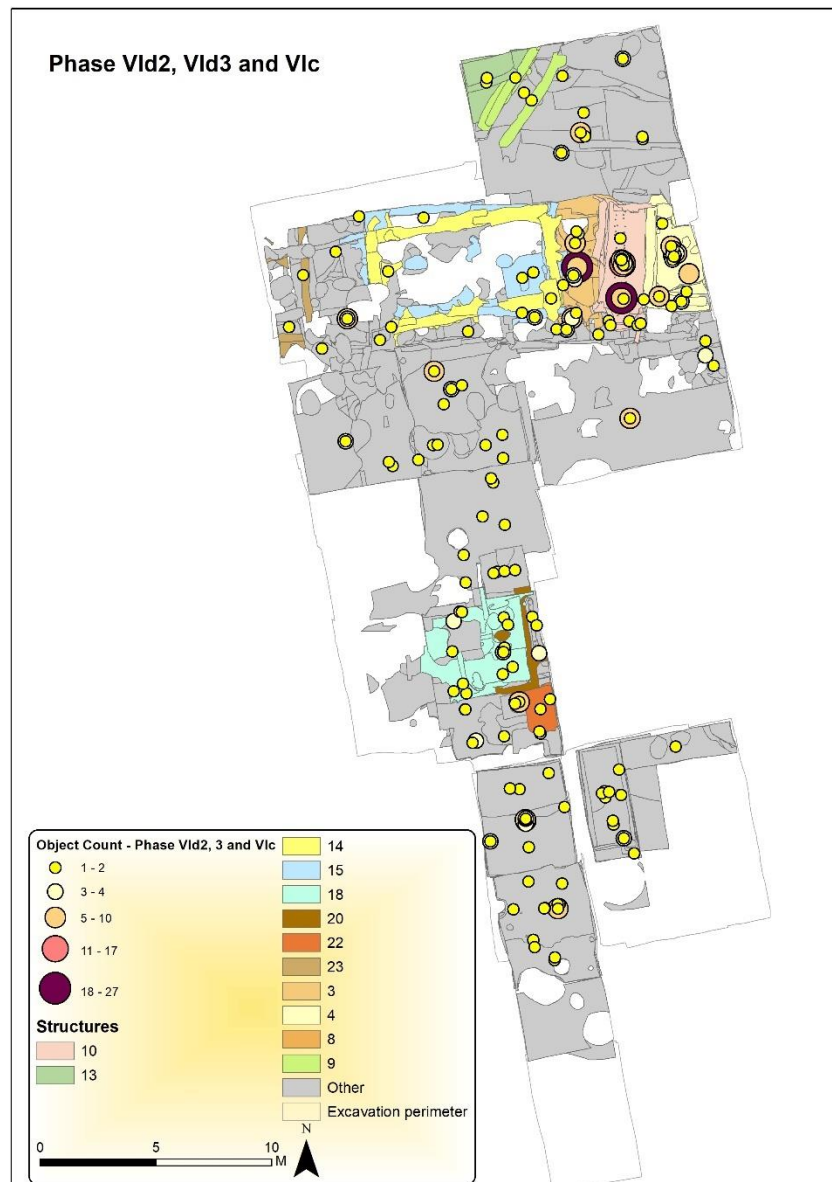 Phase VId2, VId3 and VIc
Object Count - Phase VId2, 3 and VIc
1 - 2
3 - 4
5 - 10
11 - 17
18 - 27
Structures
10
13
14
15
18
20
22
23
3
4
8
9
Other
Excavation perimeter
N
0 5 10
M